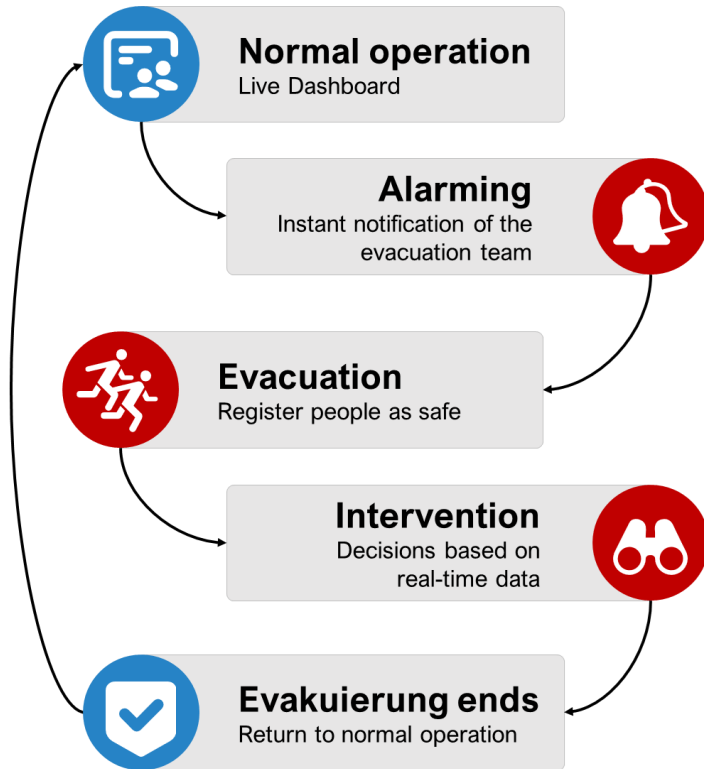 Normal operation
Live Dashboard
Alarming
Instant notification of the
evacuation team
Evacuation
Register people as safe
Intervention
Decisions based on
real-time data
Evakuierung ends
Return to normal operation